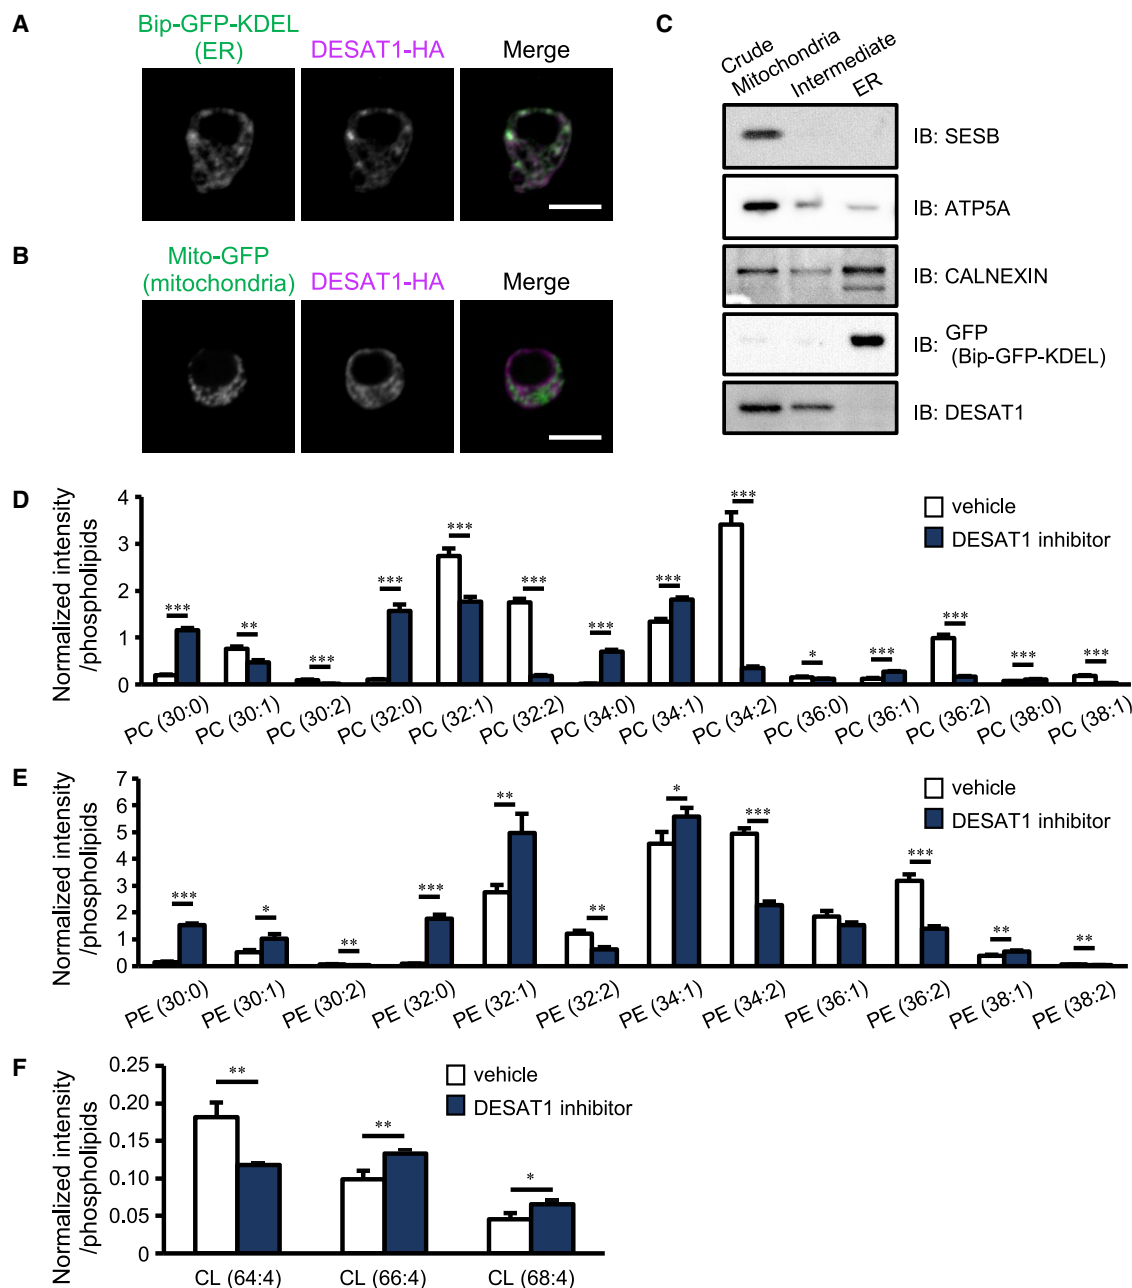 A
Bip-GFP-KDEL
(ER)
DESAT1-HA
Merge
B
Mito-GFP
(mitochondria)
DESAT1-HA
Merge
C
Crude
Mitochondria
Intermediate
ER
IB: SESB
IB: ATP5A
IB: CALNEXIN
IB: GFP
(Bip-GFP-KDEL)
IB: DESAT1
D
Normalized intensity
/phospholipids
4
3
2
1
0
*** ** *** *** *** *** *** *** *** * *** *** *** ***
vehicle
DESAT1 inhibitor
PC (30:0)
PC (30:1)
PC (30:2)
PC (32:0)
PC (32:1)
PC (32:2)
PC (34:0)
PC (34:1)
PC (34:2)
PC (36:0)
PC (36:1)
PC (36:2)
PC (38:0)
PC (38:1)
E
Normalized intensity
/phospholipids
7
6
5
4
3
2
1
0
*** * ** *** ** ** * *** *** ** **
vehicle
DESAT1 inhibitor
PE (30:0)
PE (30:1)
PE (30:2)
PE (32:0)
PE (32:1)
PE (32:2)
PE (34:1)
PE (34:2)
PE (36:1)
PE (36:2)
PE (38:1)
PE (38:2)
F
Normalized intensity
/phospholipids
0.25
0.20
0.15
0.10
0.05
0
** ** *
vehicle
DESAT1 inhibitor
CL (64:4)
CL (66:4)
CL (68:4)